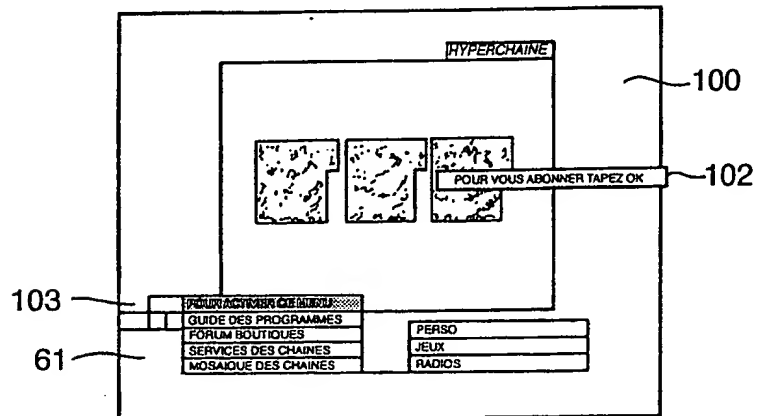 HYPERCHAINE
100
POUR VOUS ABONNER TAPEZ OK
102
103
POUR ACTIVER CE MENU
GUIDE DES PROGRAMMES
FORUM BOUTIQUES
SERVICES DES CHAINES
MOSAIQUE DES CHAINES
61
PERSO
JEUX
RADIOS